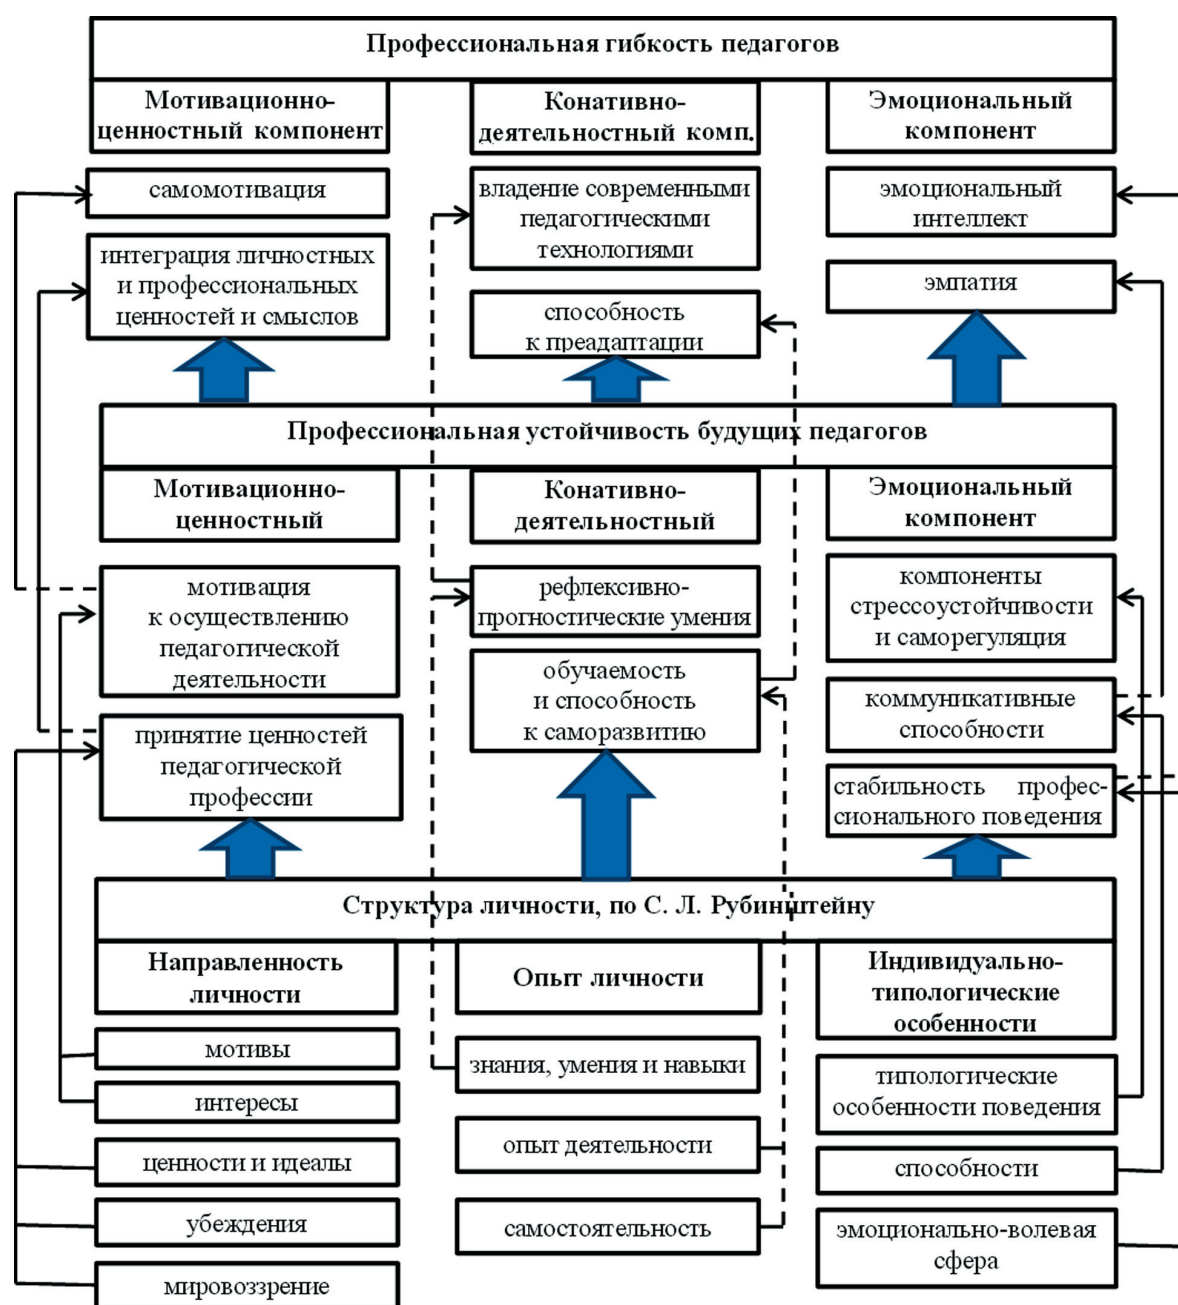 Профессиональная гибкость педагогов
Мотивационно-
ценностный компонент
Конативно-
деятельностный комп.
Эмоциональный
компонент
самомотивация
интеграция личностных
и профессиональных
ценностей и смыслов
владение современными
педагогическими
технологиями
способность
к преадаптации
эмоциональный
интеллект
эмпатия
Профессиональная устойчивость будущих педагогов
Мотивационно-
ценностный
Конативно-
деятельностный
Эмоциональный
компонент
мотивация
к осуществлению
педагогической
деятельности
принятие ценностей
педагогической
профессии
рефлексивно-
прогностические умения
обучаемость
и способность
к саморазвитию
компоненты
стрессоустойчивости
и саморегуляция
коммуникативные
способности
стабильность профес-
сионального поведения
Структура личности, по С. Л. Рубинштейну
Направленность
личности
Опыт личности
Индивидуально-
типологические
особенности
мотивы
интересы
ценности и идеалы
убеждения
мировоззрение
знания, умения и навыки
опыт деятельности
самостоятельность
типологические
особенности поведения
способности
эмоционально-волевая
сфера